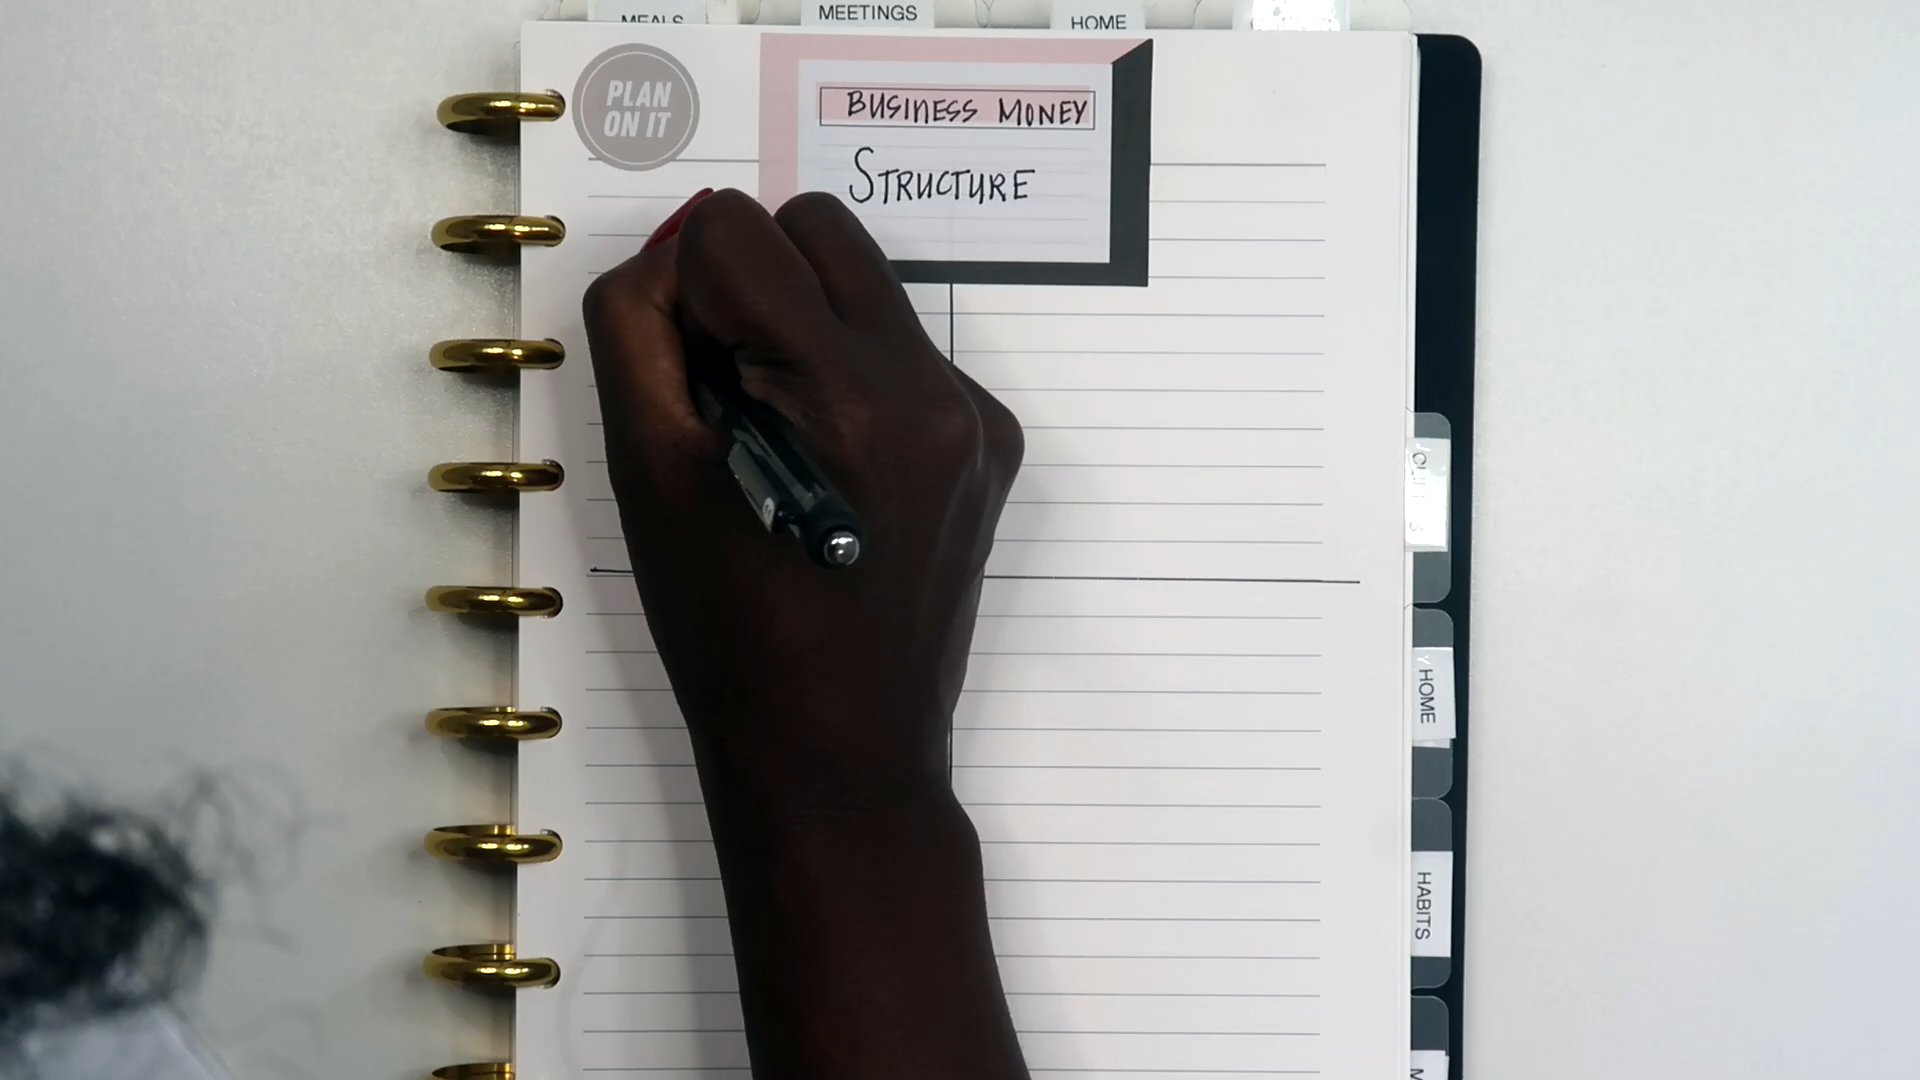 MEALS
MEETINGS
HOME
PLAN
ON IT
BUSINESS MONEY
STRUCTURE
HOME
HABITS